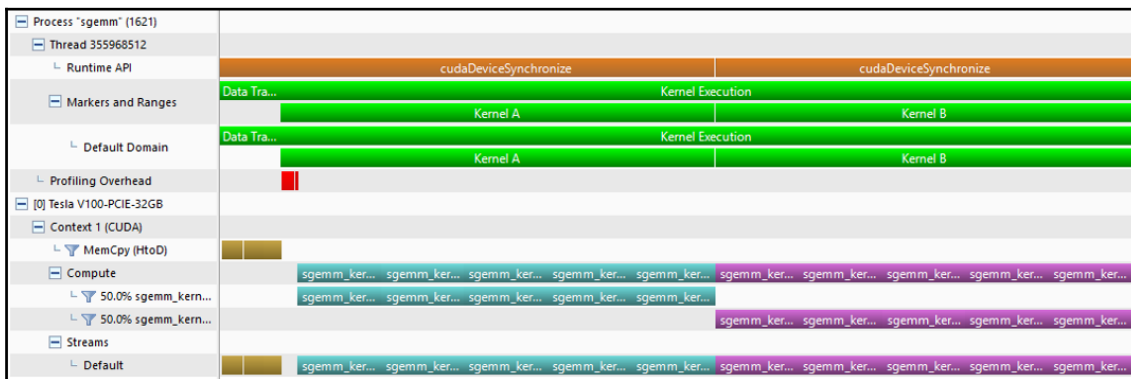 Process "sgemm" (1621)
Thread 355968512
Runtime API cudaDeviceSynchronize cudaDeviceSynchronize
Markers and Ranges
Data Tra... Kernel Execution
Kernel A Kernel B
Default Domain
Data Tra... Kernel Execution
Kernel A Kernel B
Profiling Overhead
[0] Tesla V100-PCIE-32GB
Context 1 (CUDA)
MemCpy (HtoD)
Compute sgemm_ker... sgemm_ker... sgemm_ker... sgemm_ker... sgemm_ker... sgemm_ker... sgemm_ker... sgemm_ker... sgemm_ker... sgemm_ker...
50.0% sgemm_kern... sgemm_ker... sgemm_ker... sgemm_ker... sgemm_ker... sgemm_ker...
50.0% sgemm_kern... sgemm_ker... sgemm_ker... sgemm_ker... sgemm_ker... sgemm_ker...
Streams
Default sgemm_ker... sgemm_ker... sgemm_ker... sgemm_ker... sgemm_ker... sgemm_ker... sgemm_ker... sgemm_ker... sgemm_ker... sgemm_ker...